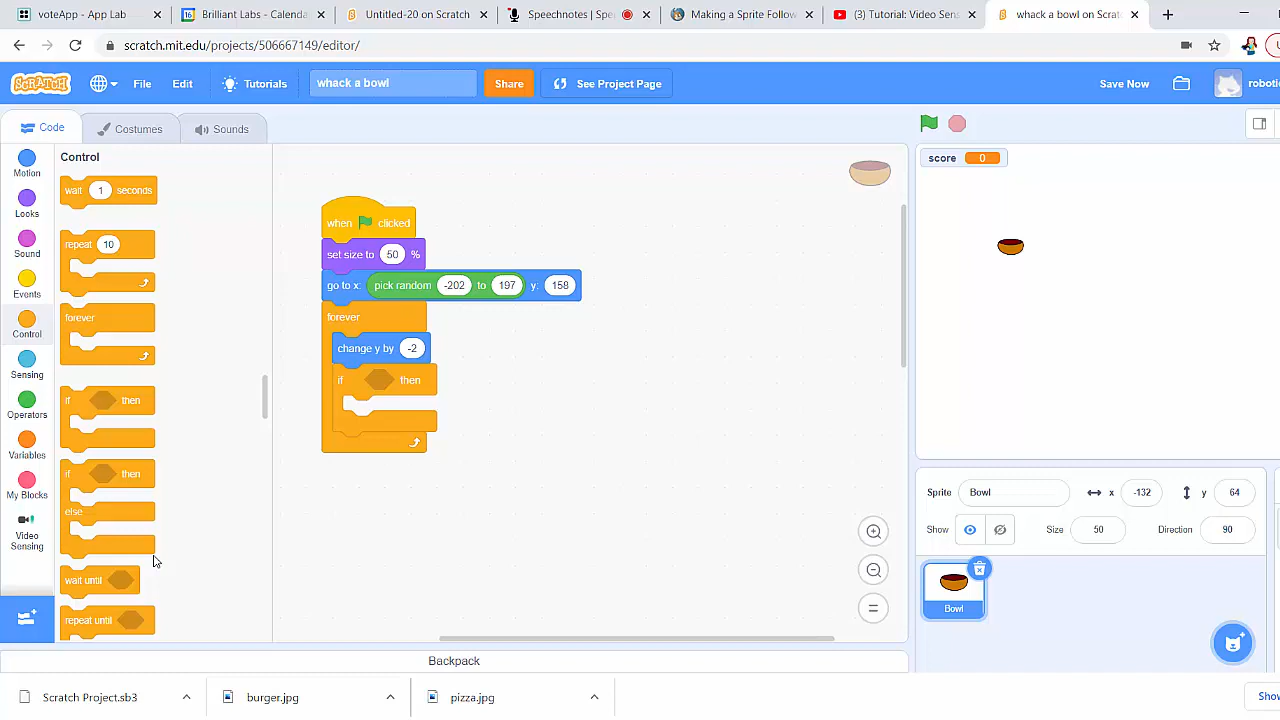 voteApp - App Lab
Brilliant Labs - Calenda
Untitled-20 on Scratch
Speechnotes | Spe
Making a Sprite Follow
(3) Tutorial: Video Sens
whack a bowl on Scrat
scratch.mit.edu/projects/506667149/editor/
SCRATCH
File
Edit
Tutorials
whack a bowl
Share
See Project Page
Save Now
robotic
Code
Costumes
Sounds
Motion
Looks
Sound
Events
Control
Sensing
Operators
Variables
My Blocks
Video
Sensing
Control
wait 1 seconds
repeat 10
forever
if then
if then
else
wait until
repeat until
when clicked
set size to 50 %
go to x: pick random -202 to 197 y: 158
forever
change y by -2
if then
score 0
Sprite Bowl x -132 y 64
Show Size 50 Direction 90
Bowl
Backpack
Scratch Project.sb3
burger.jpg
pizza.jpg
Show